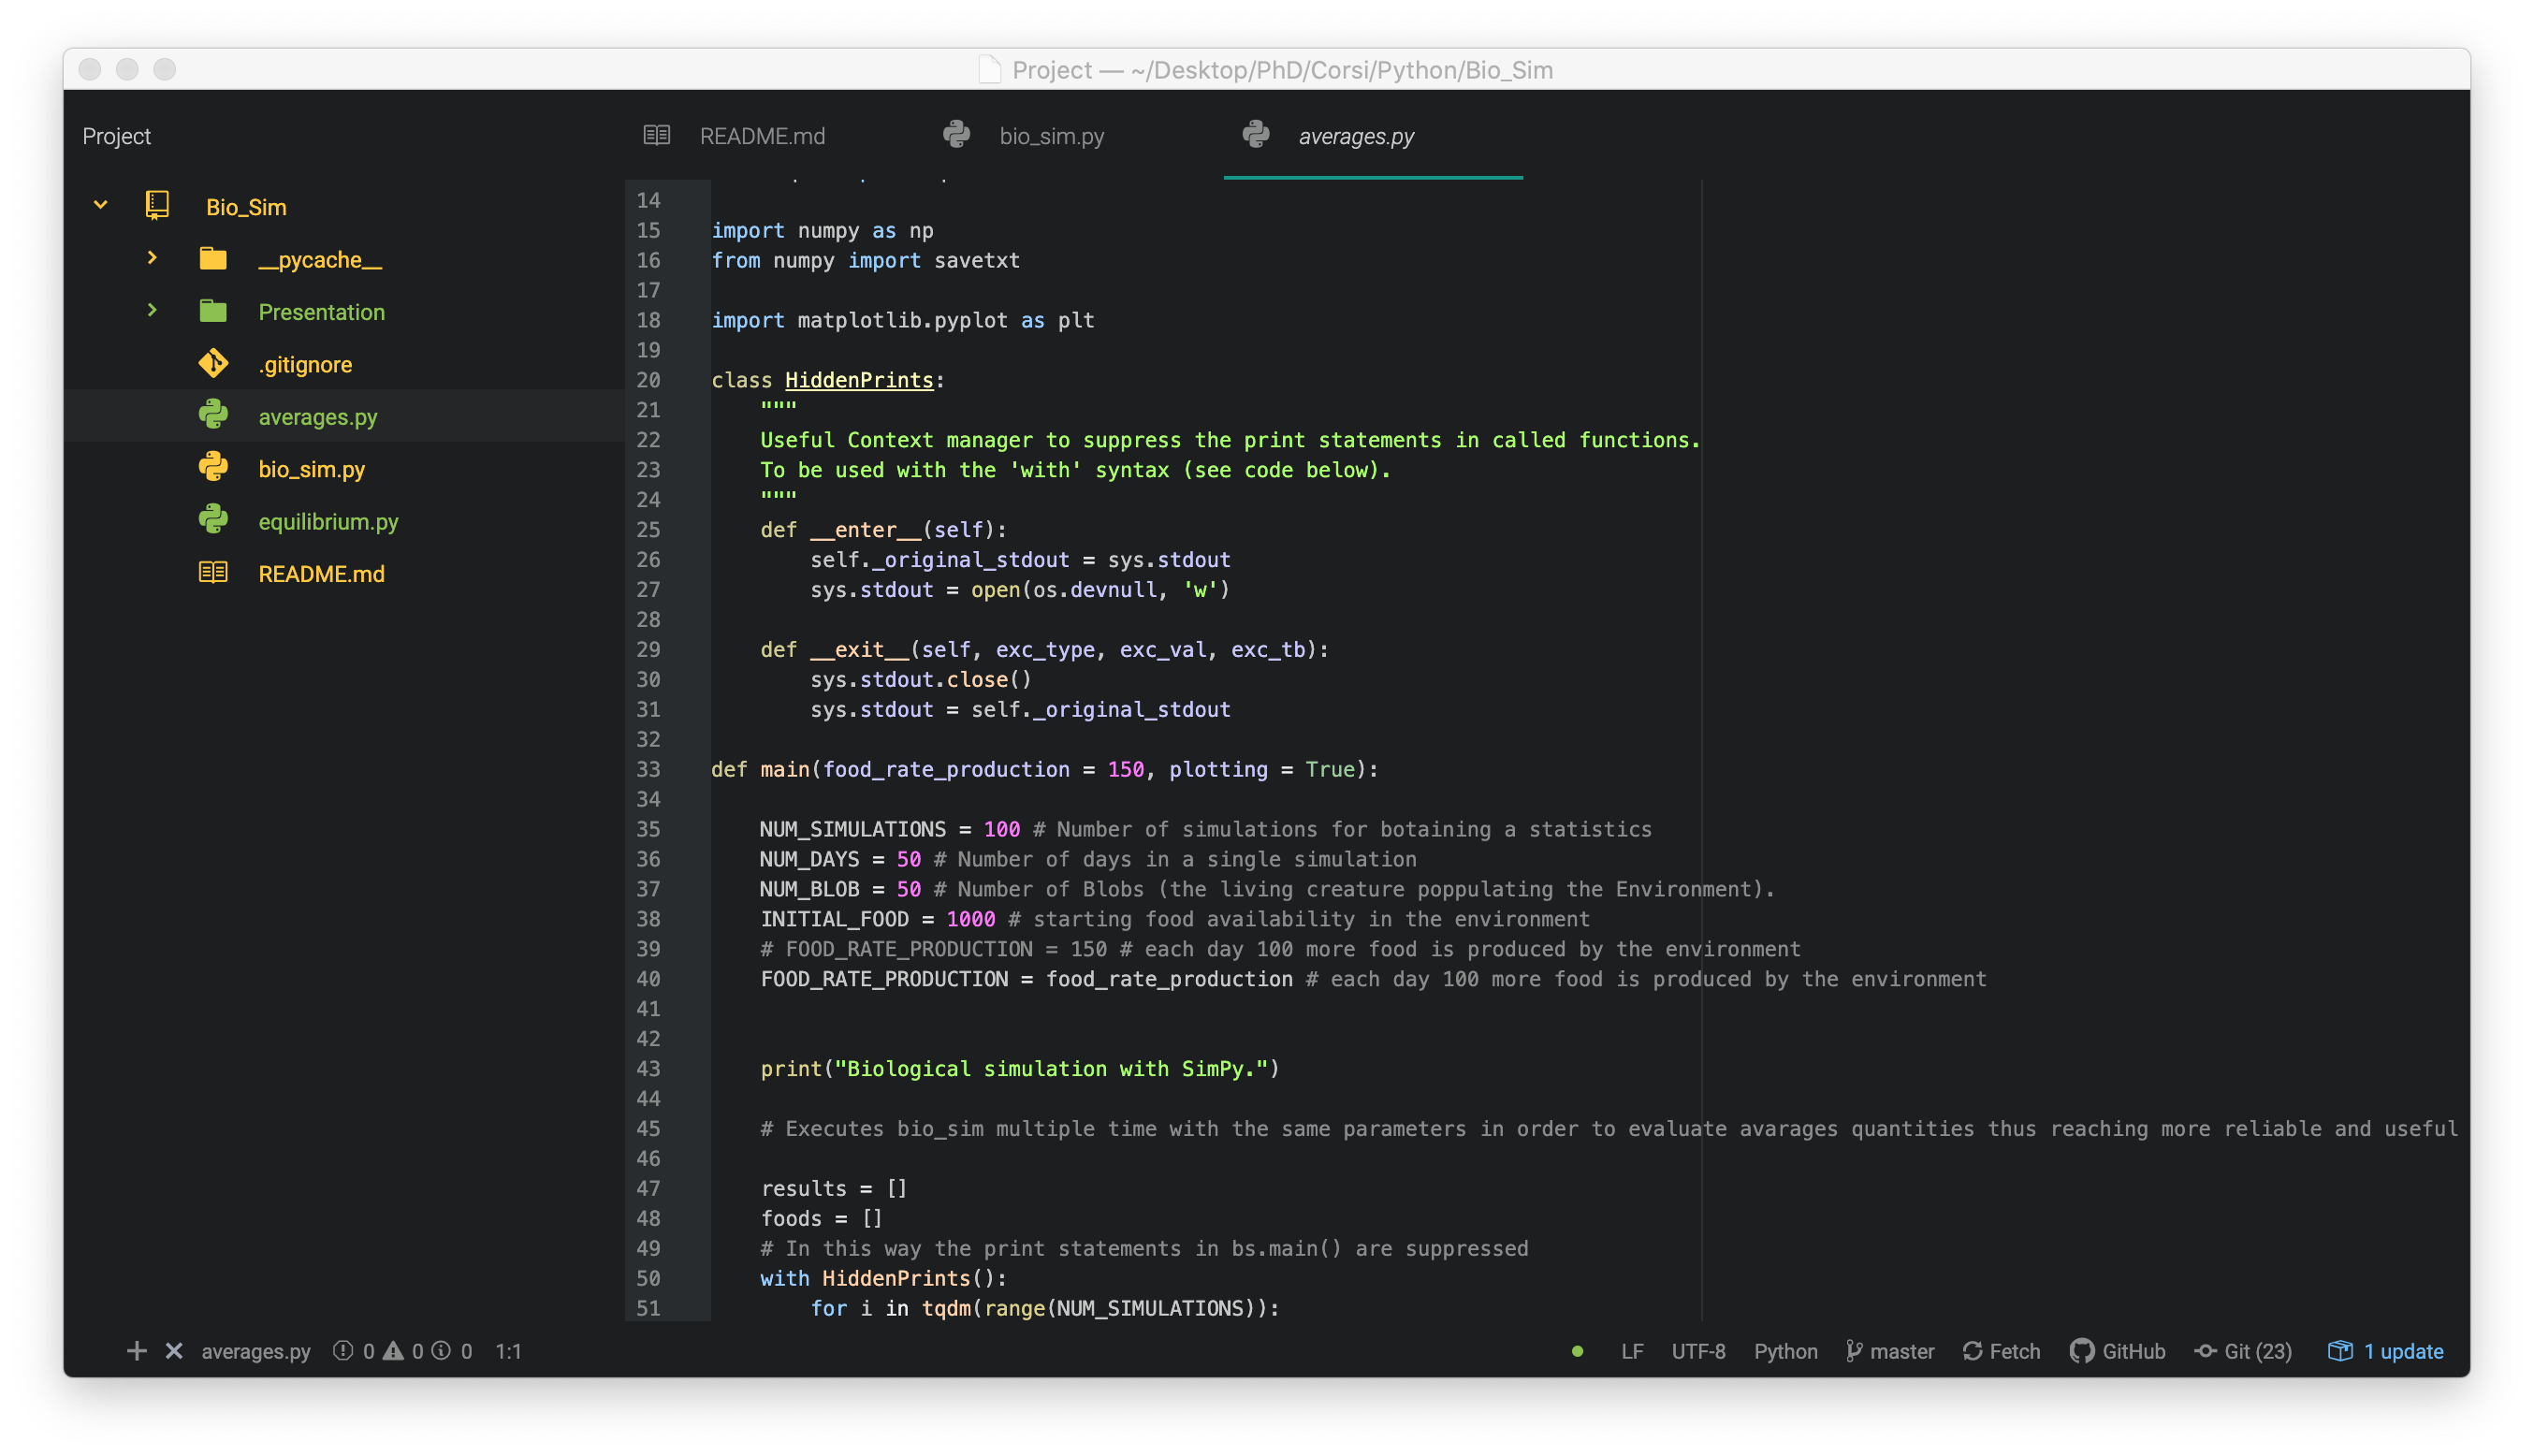 Project — ~/Desktop/PhD/Corsi/Python/Bio_Sim
Project
README.md
bio_sim.py
averages.py
Bio_Sim
__pycache__
Presentation
.gitignore
averages.py
bio_sim.py
equilibrium.py
README.md
14
15 import numpy as np
16 from numpy import savetxt
17
18 import matplotlib.pyplot as plt
19
20 class HiddenPrints:
21     """
22     Useful Context manager to suppress the print statements in called functions.
23     To be used with the 'with' syntax (see code below).
24     """
25     def __enter__(self):
26         self._original_stdout = sys.stdout
27         sys.stdout = open(os.devnull, 'w')
28
29     def __exit__(self, exc_type, exc_val, exc_tb):
30         sys.stdout.close()
31         sys.stdout = self._original_stdout
32
33 def main(food_rate_production = 150, plotting = True):
34
35     NUM_SIMULATIONS = 100 # Number of simulations for botaining a statistics
36     NUM_DAYS = 50 # Number of days in a single simulation
37     NUM_BLOB = 50 # Number of Blobs (the living creature poppulating the Environment).
38     INITIAL_FOOD = 1000 # starting food availability in the environment
39     # FOOD_RATE_PRODUCTION = 150 # each day 100 more food is produced by the environment
40     FOOD_RATE_PRODUCTION = food_rate_production # each day 100 more food is produced by the environment
41
42
43     print("Biological simulation with SimPy.")
44
45     # Executes bio_sim multiple time with the same parameters in order to evaluate avarages quantities thus reaching more reliable and useful
46
47     results = []
48     foods = []
49     # In this way the print statements in bs.main() are suppressed
50     with HiddenPrints():
51         for i in tqdm(range(NUM_SIMULATIONS)):
averages.py 0 0 0 1:1 LF UTF-8 Python master Fetch GitHub Git (23) 1 update